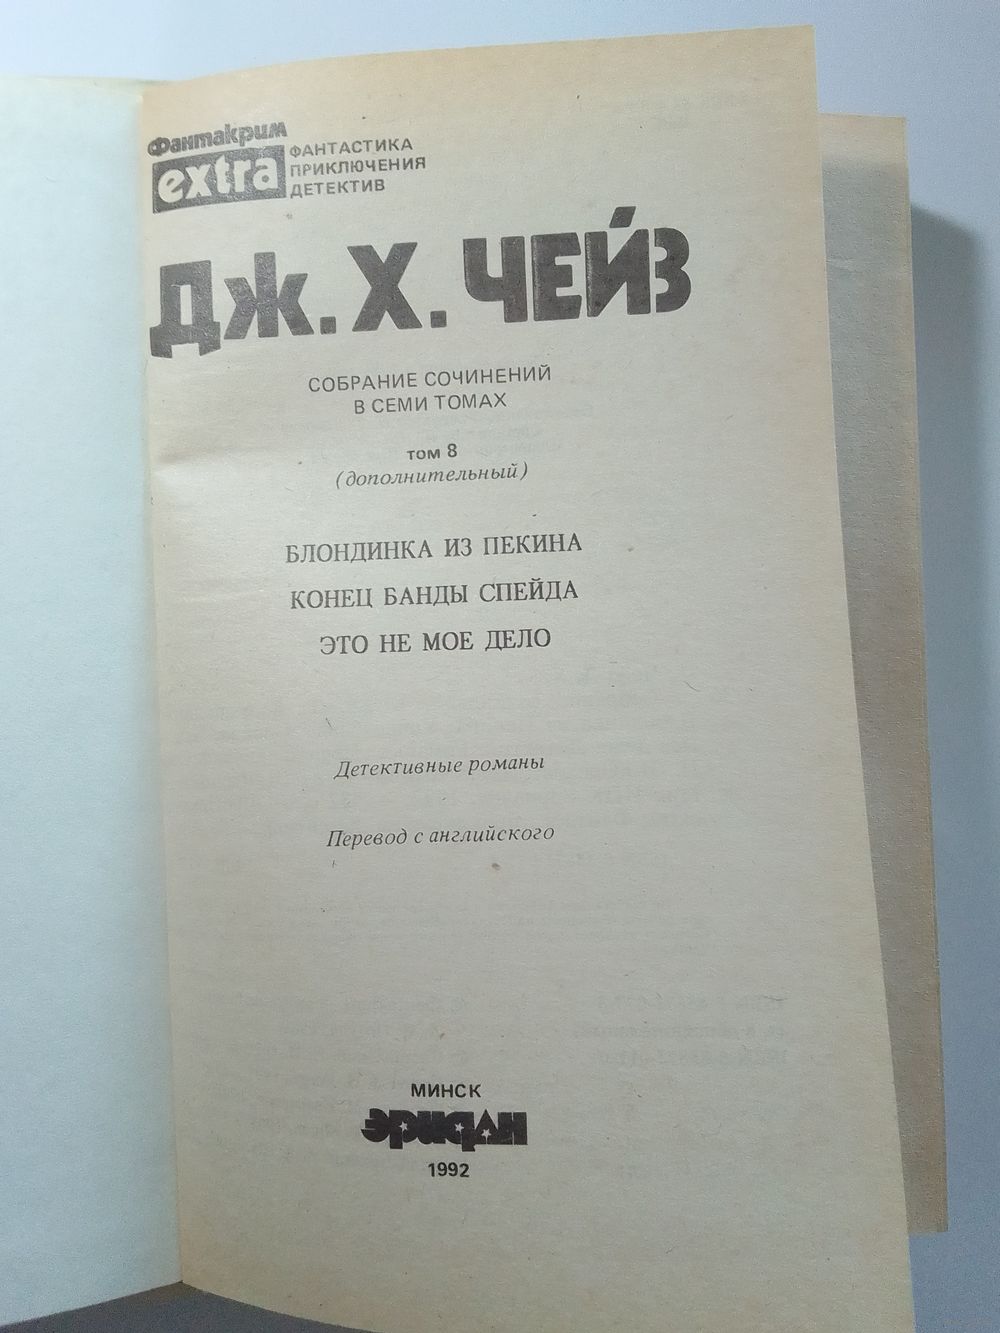 Фантакрим
extra
ФАНТАСТИКА
ПРИКЛЮЧЕНИЯ
ДЕТЕКТИВ
ДЖ. Х. ЧЕЙЗ
СОБРАНИЕ СОЧИНЕНИЙ
В СЕМИ ТОМАХ
том 8
(дополнительный)
БЛОНДИНКА ИЗ ПЕКИНА
КОНЕЦ БАНДЫ СПЕЙДА
ЭТО НЕ МОЕ ДЕЛО
Детективные романы
Перевод с английского
МИНСК
эридан
1992